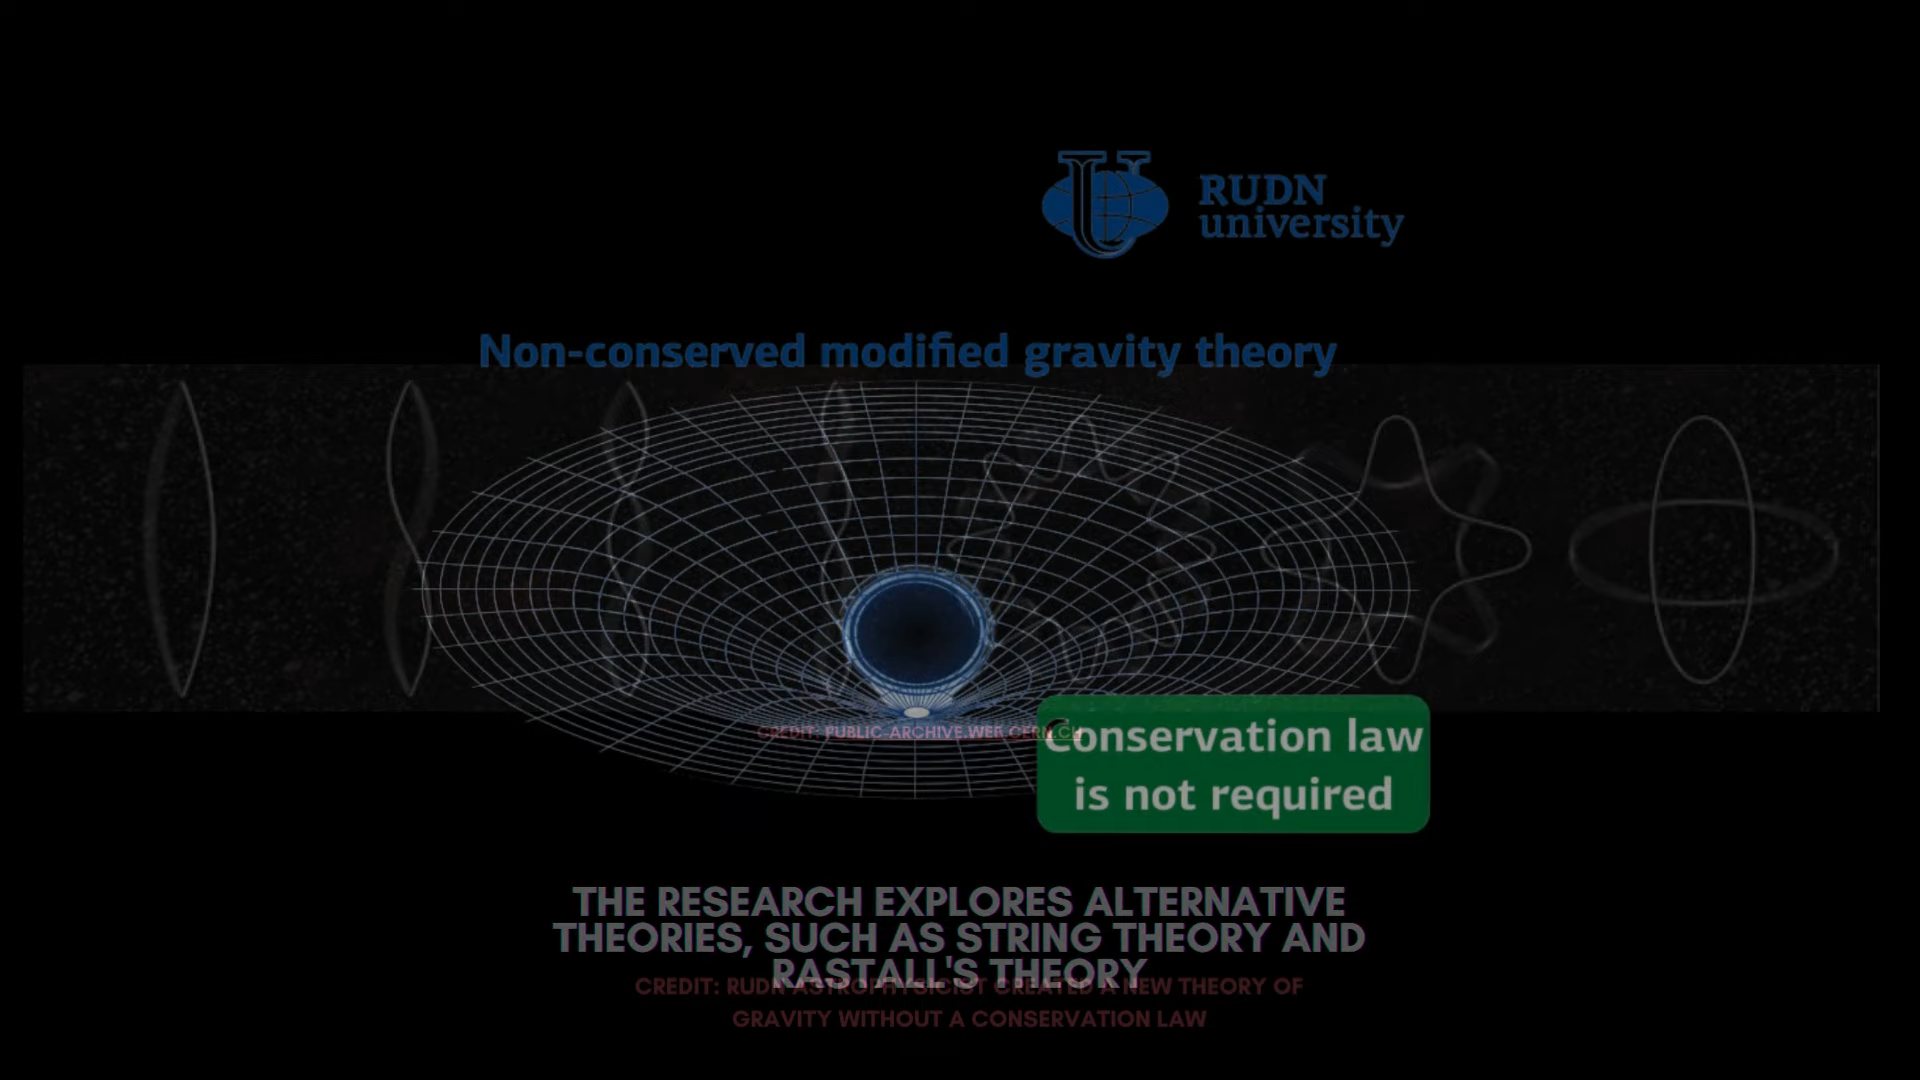 RUDN
university
Non-conserved modified gravity theory
CREDIT: PUBLIC-ARCHIVE.WEB.CERN.CH
Conservation law
is not required
THE RESEARCH EXPLORES ALTERNATIVE
THEORIES, SUCH AS STRING THEORY AND
RASTALL'S THEORY
CREDIT: RUDN ASTROPHYSICIST CREATED A NEW THEORY OF
GRAVITY WITHOUT A CONSERVATION LAW